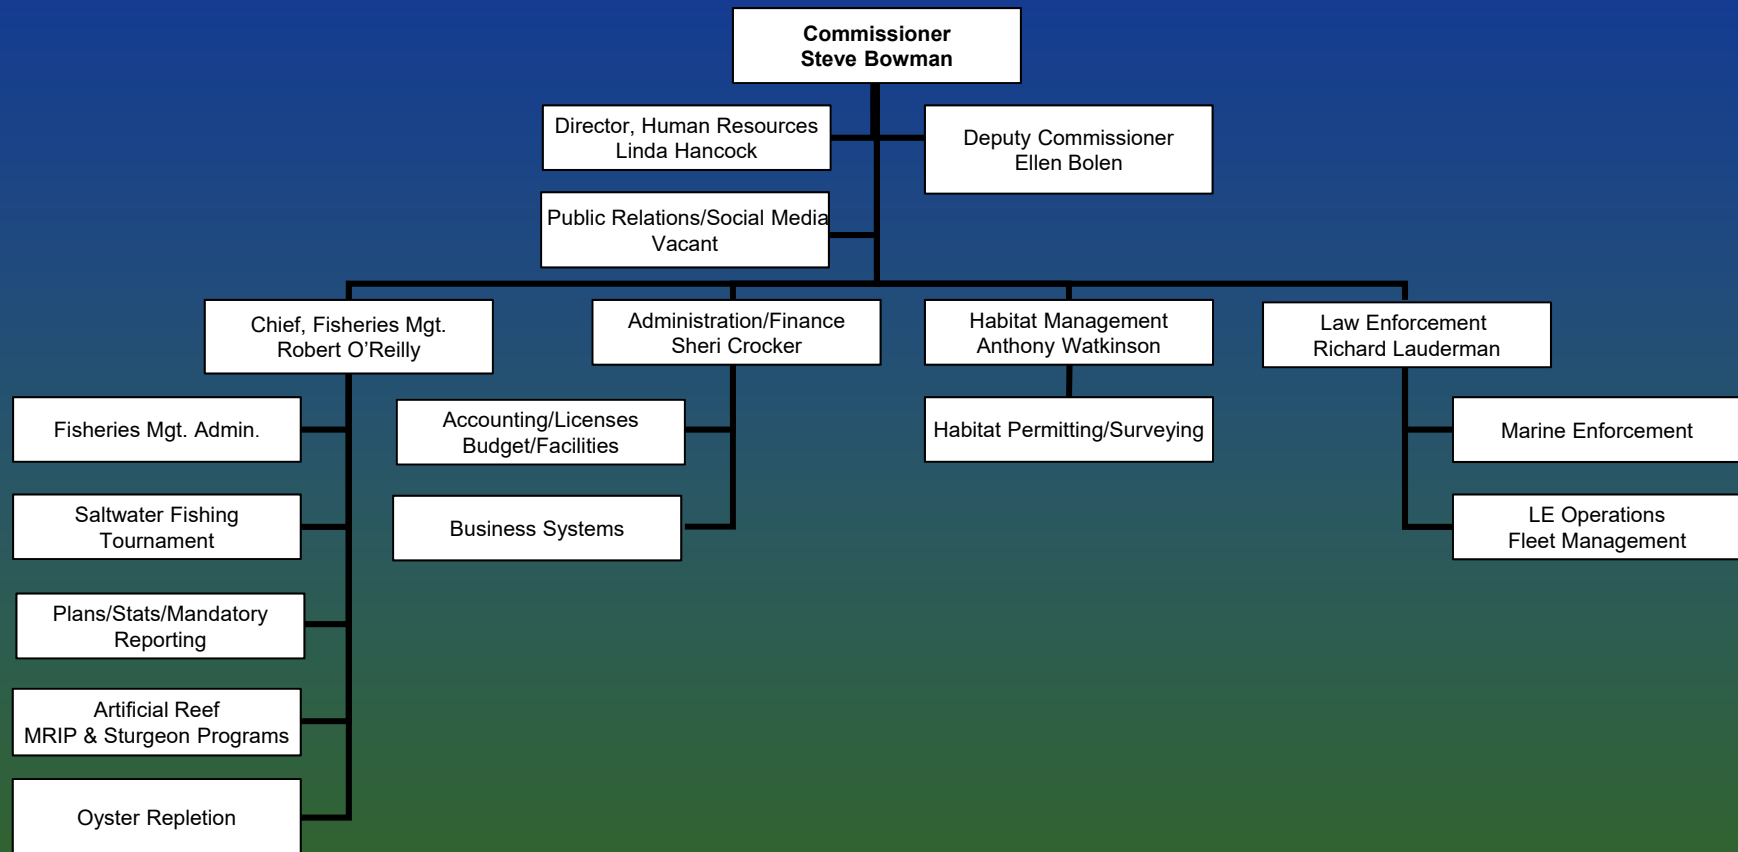 Commissioner
Steve Bowman
Director, Human Resources
Linda Hancock
Deputy Commissioner
Ellen Bolen
Public Relations/Social Media
Vacant
Chief, Fisheries Mgt.
Robert O’Reilly
Administration/Finance
Sheri Crocker
Habitat Management
Anthony Watkinson
Law Enforcement
Richard Lauderman
Fisheries Mgt. Admin.
Accounting/Licenses
Budget/Facilities
Habitat Permitting/Surveying
Marine Enforcement
Saltwater Fishing
Tournament
Business Systems
LE Operations
Fleet Management
Plans/Stats/Mandatory
Reporting
Artificial Reef
MRIP & Sturgeon Programs
Oyster Repletion